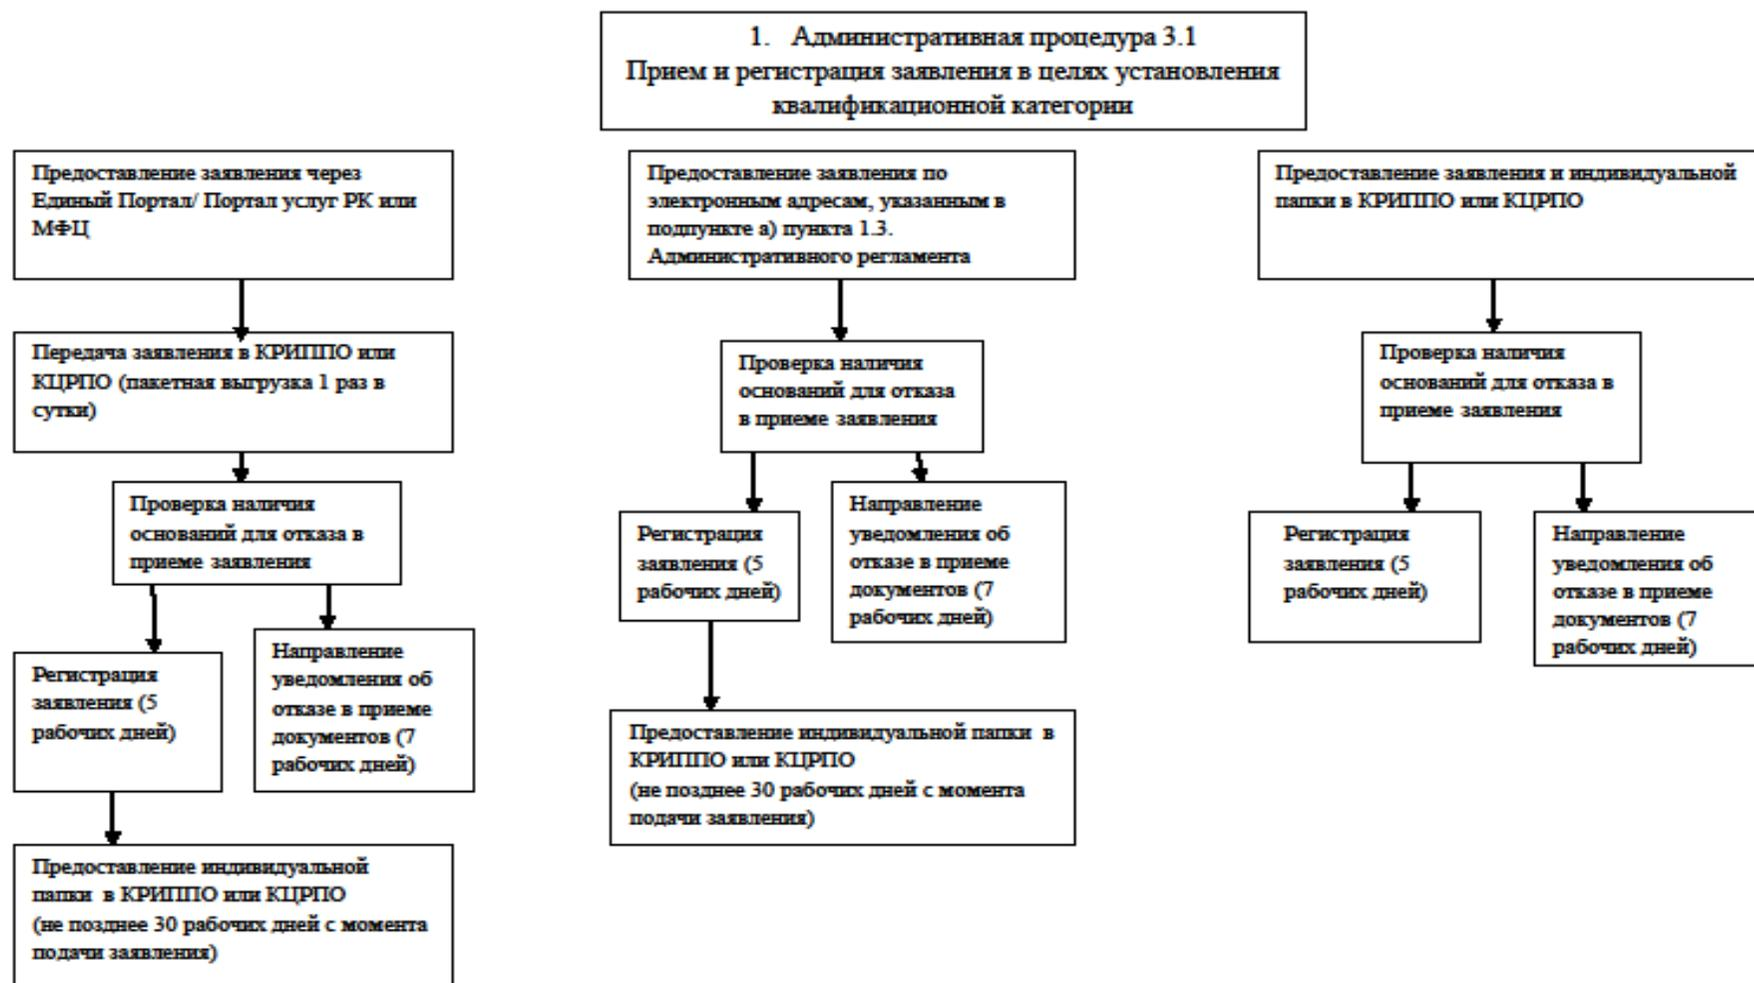 1. Административная процедура 3.1
Прием и регистрация заявления в целях установления
квалификационной категории
Предоставление заявления через
Единый Портал/ Портал услуг РК или
МФЦ
Передача заявления в КРИППО или
КЦРПО (пакетная выгрузка 1 раз в
сутки)
Проверка наличия
оснований для отказа в
приеме заявления
Регистрация
заявления (5
рабочих дней)
Направление
уведомления об
отказе в приеме
документов (7
рабочих дней)
Предоставление индивидуальной
папки в КРИППО или КЦРПО
(не позднее 30 рабочих дней с момента
подачи заявления)
Предоставление заявления по
электронным адресам, указанным в
подпункте а) пункта 1.3.
Административного регламента
Проверка наличия
оснований для отказа
в приеме заявления
Регистрация
заявления (5
рабочих дней)
Направление
уведомления об
отказе в приеме
документов (7
рабочих дней)
Предоставление индивидуальной папки в
КРИППО или КЦРПО
(не позднее 30 рабочих дней с момента
подачи заявления)
Предоставление заявления и индивидуальной
папки в КРИППО или КЦРПО
Проверка наличия
оснований для отказа в
приеме заявления
Регистрация
заявления (5
рабочих дней)
Направление
уведомления об
отказе в приеме
документов (7
рабочих дней)